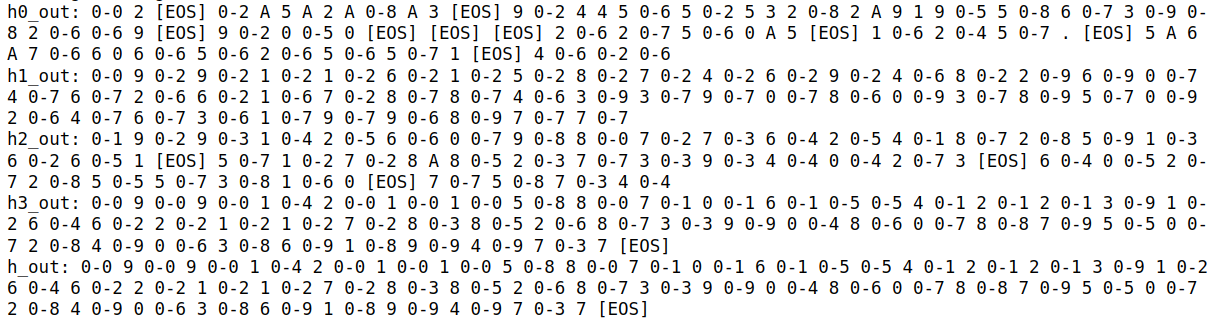 h0_out: 0-0 2 [EOS] 0-2 A 5 A 2 A 0-8 A 3 [EOS] 9 0-2 4 4 5 0-6 5 0-2 5 3 2 0-8 2 A 9 1 9 0-5 5 0-8 6 0-7 3 0-9 0-
8 2 0-6 0-6 9 [EOS] 9 0-2 0 0-5 0 [EOS] [EOS] [EOS] 2 0-6 2 0-7 5 0-6 0 A 5 [EOS] 1 0-6 2 0-4 5 0-7 . [EOS] 5 A 6
A 7 0-6 6 0 6 0-6 5 0-6 2 0-6 5 0-6 5 0-7 1 [EOS] 4 0-6 0-2 0-6
h1_out: 0-0 9 0-2 9 0-2 1 0-2 1 0-2 6 0-2 1 0-2 5 0-2 8 0-2 7 0-2 4 0-2 6 0-2 9 0-2 4 0-6 8 0-2 2 0-9 6 0-9 0 0-7
4 0-7 6 0-7 2 0-6 6 0-2 1 0-6 7 0-2 8 0-7 8 0-7 4 0-6 3 0-9 3 0-7 9 0-7 0 0-7 8 0-6 0 0-9 3 0-7 8 0-9 5 0-7 0 0-9
2 0-6 4 0-7 6 0-7 3 0-6 1 0-7 9 0-7 9 0-6 8 0-9 7 0-7 7 0-7
h2_out: 0-1 9 0-2 9 0-3 1 0-4 2 0-5 6 0-6 0 0-7 9 0-8 8 0-0 7 0-2 7 0-3 6 0-4 2 0-5 4 0-1 8 0-7 2 0-8 5 0-9 1 0-3
6 0-2 6 0-5 1 [EOS] 5 0-7 1 0-2 7 0-2 8 A 8 0-5 2 0-3 7 0-7 3 0-3 9 0-3 4 0-4 0 0-4 2 0-7 3 [EOS] 6 0-4 0 0-5 2 0-
7 2 0-8 5 0-5 5 0-7 3 0-8 1 0-6 0 [EOS] 7 0-7 5 0-8 7 0-3 4 0-4
h3_out: 0-0 9 0-0 9 0-0 1 0-4 2 0-0 1 0-0 1 0-0 5 0-8 8 0-0 7 0-1 0 0-1 6 0-1 0-5 0-5 4 0-1 2 0-1 2 0-1 3 0-9 1 0-
2 6 0-4 6 0-2 2 0-2 1 0-2 1 0-2 7 0-2 8 0-3 8 0-5 2 0-6 8 0-7 3 0-3 9 0-9 0 0-4 8 0-6 0 0-7 8 0-8 7 0-9 5 0-5 0 0-
7 2 0-8 4 0-9 0 0-6 3 0-8 6 0-9 1 0-8 9 0-9 4 0-9 7 0-3 7 [EOS]
h_out: 0-0 9 0-0 9 0-0 1 0-4 2 0-0 1 0-0 1 0-0 5 0-8 8 0-0 7 0-1 0 0-1 6 0-1 0-5 0-5 4 0-1 2 0-1 2 0-1 3 0-9 1 0-2
6 0-4 6 0-2 2 0-2 1 0-2 1 0-2 7 0-2 8 0-3 8 0-5 2 0-6 8 0-7 3 0-3 9 0-9 0 0-4 8 0-6 0 0-7 8 0-8 7 0-9 5 0-5 0 0-7
2 0-8 4 0-9 0 0-6 3 0-8 6 0-9 1 0-8 9 0-9 4 0-9 7 0-3 7 [EOS]